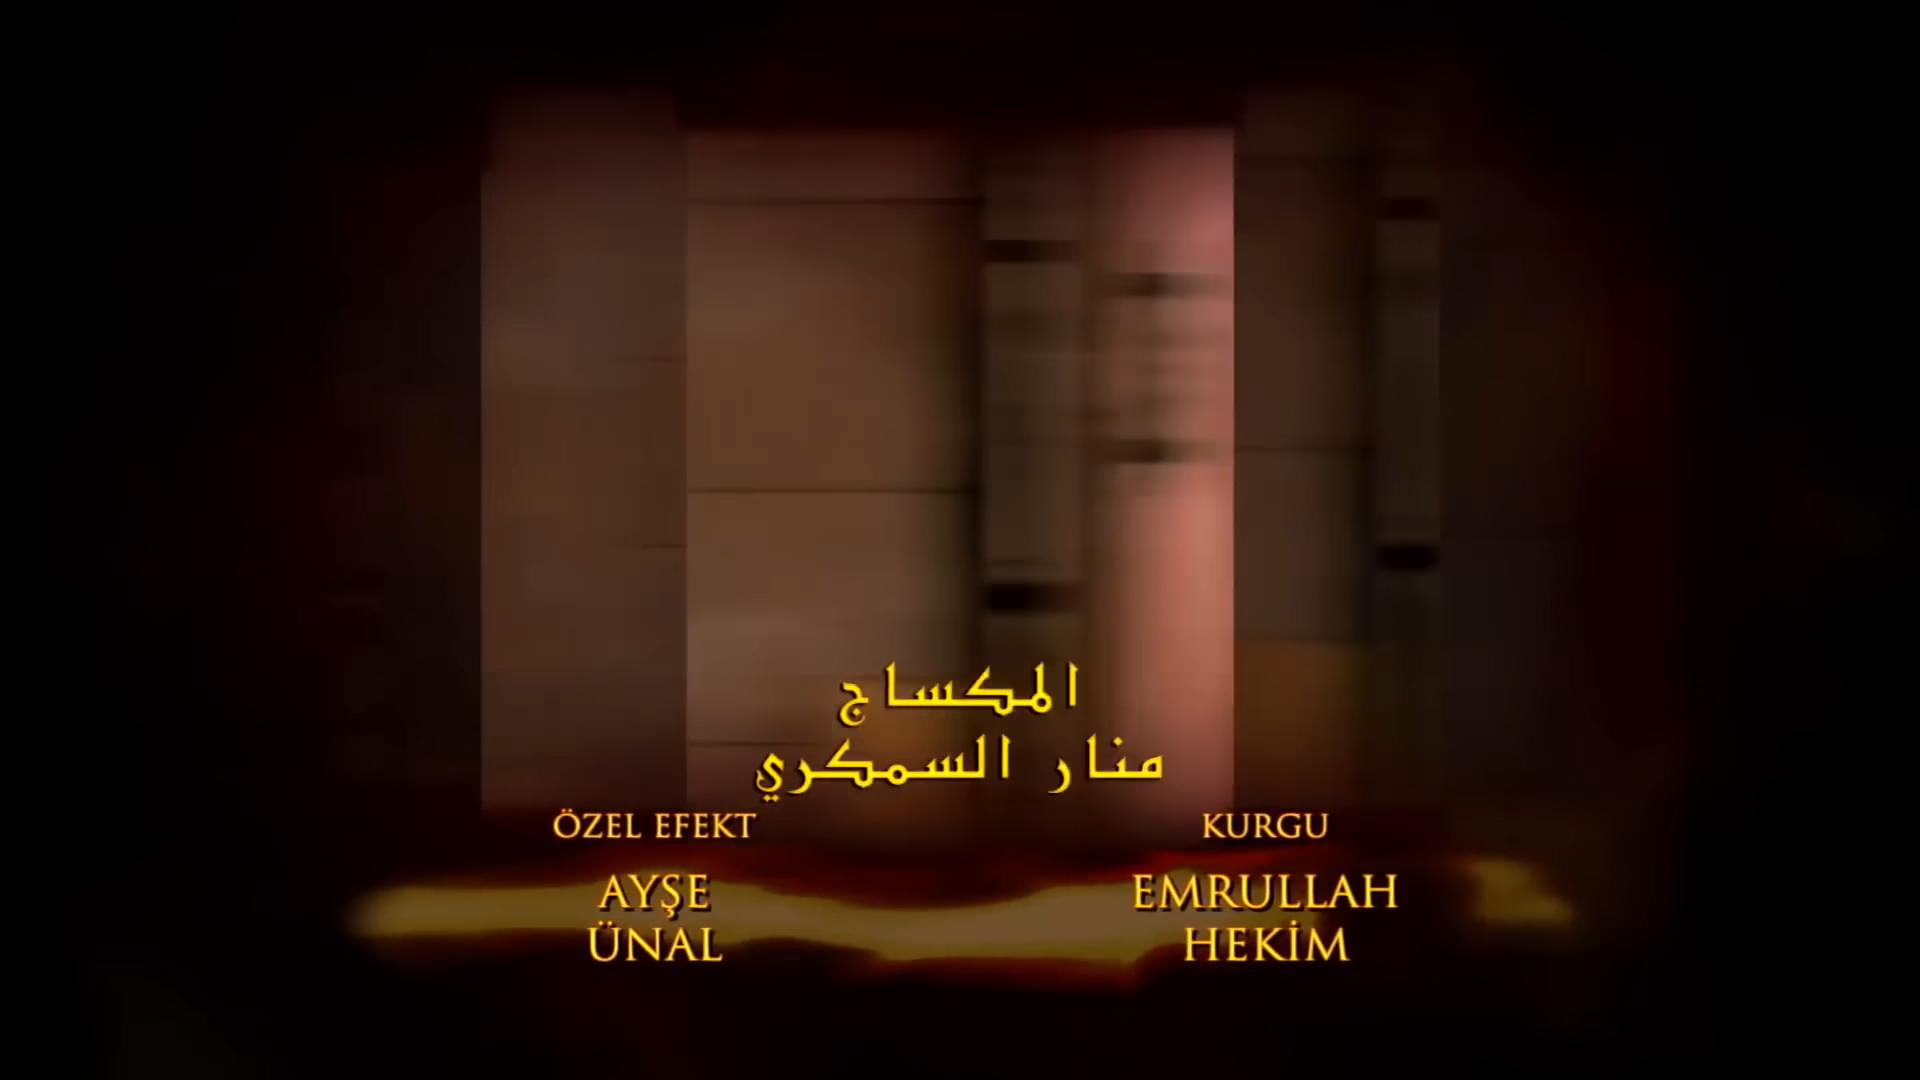 المكساج
منار السمكري
ÖZEL EFEKT
AYŞE
ÜNAL
KURGU
EMRULLAH
HEKİM